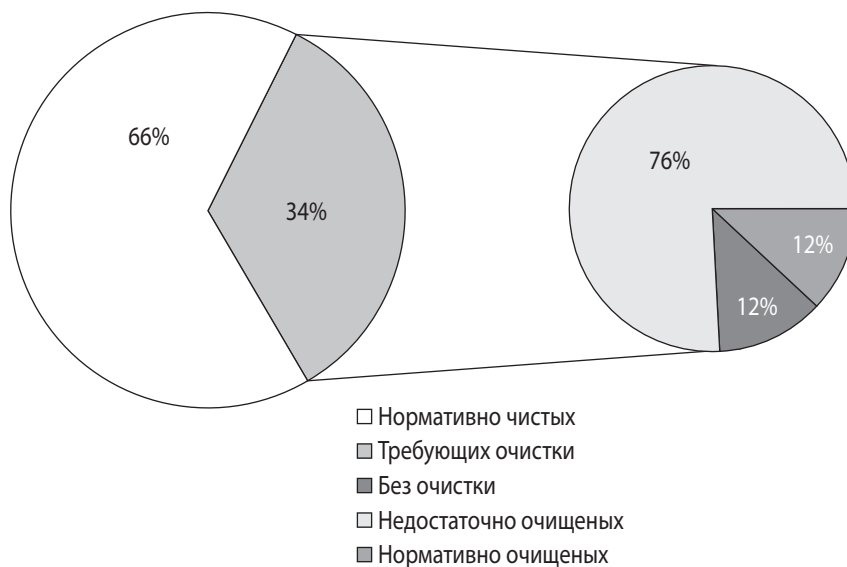 66%
34%
76%
12%
12%
Нормативно чистых
Требующих очистки
Без очистки
Недостаточно очищеных
Нормативно очищеных